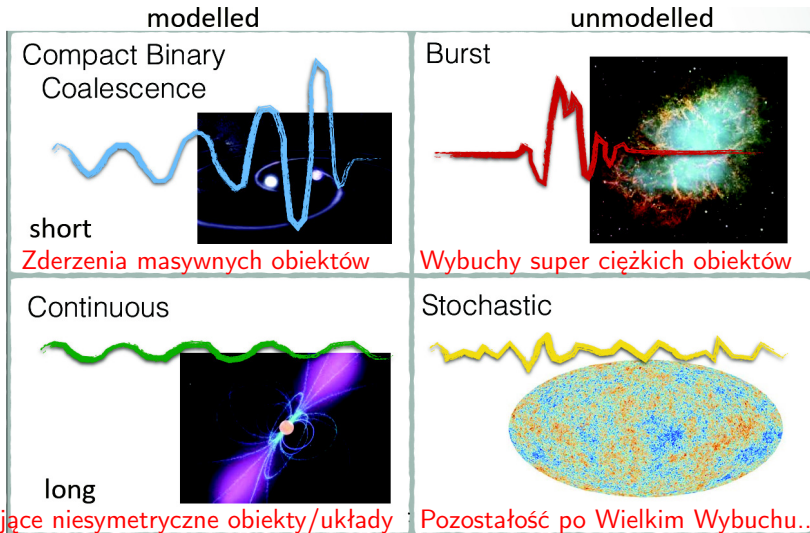 modelled
unmodelled
Compact Binary
Coalescence
short
Zderzenia masywnych obiektów
Burst
Wybuchy super ciężkich obiektów
Continuous
long
jące niesymetryczne obiekty/układy
Stochastic
Pozostałość po Wielkim Wybuchu..